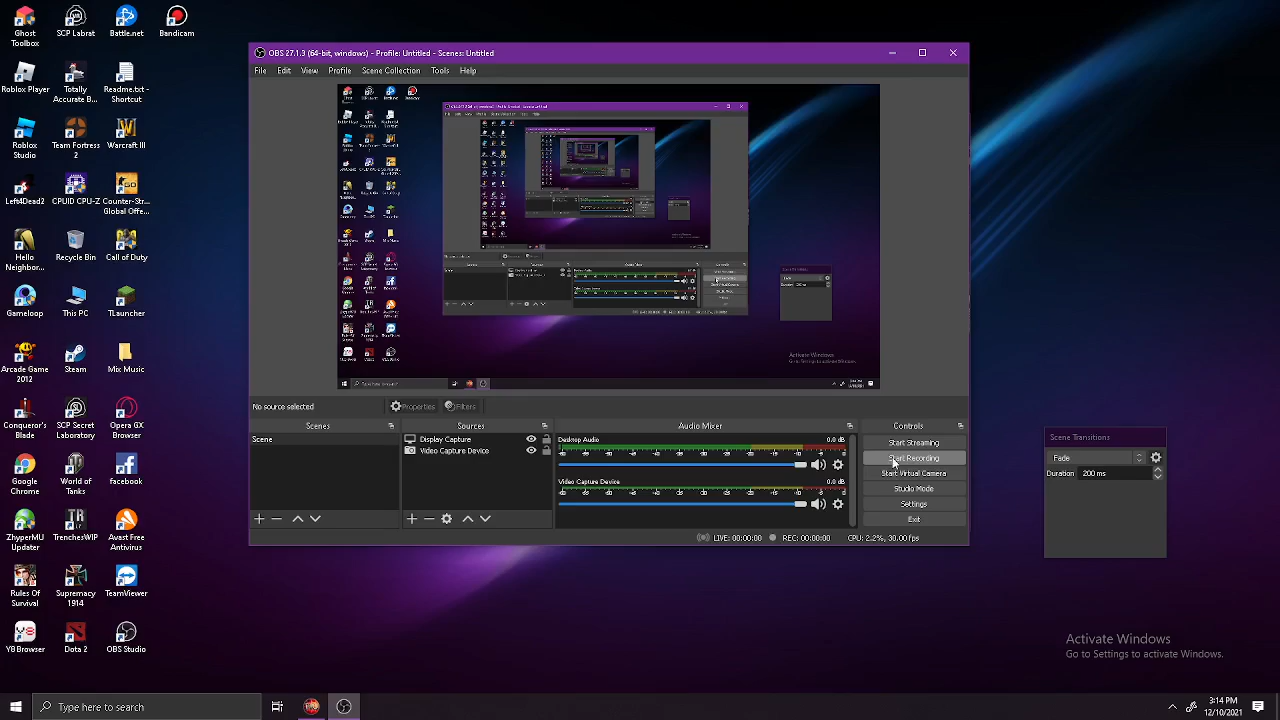 Ghost
Toolbox
SCP Labrat
Battle.net
Bandicam
Roblox Player
Totally
Accurate B...
Readme.txt -
Shortcut
Roblox
Studio
Team Fortress
2
Warcraft III
Left4Dead2
CPUID CPU-Z
Counter-Str...
Global Offe...
Hello
Neighbor
Recycle Bin
PUBG Lite
Minecraft
This PC
TLauncher
Arcade Game
2012
Steam
Mc Music
Conqueror's
Blade
SCP Secret
Laboratory
Opera GX
Browser
Google
Chrome
World of
Tanks
Facebook
ZhyperMU
Updater
TrenchesWIP
Avast Free
Antivirus
Rules Of
Survival
Supremacy
1914
TeamViewer
YBBrowser
Dota 2
OBS Studio
OBS 27.1.3 (64-bit, windows) - Profile: Untitled - Scenes: Untitled
File Edit View Profile Scene Collection Tools Help
Activate Windows
No source selected
Properties
Filters
Scenes
Sources
Audio Mixer
Controls
Scene
Display Capture
Video Capture Device
Desktop Audio
0.0 dB
Video Capture Device
0.0 dB
Start Streaming
Start Recording
Start Virtual Camera
Studio Mode
Settings
Exit
LIVE: 00:00:00
REC: 00:00:00
CPU: 2.2%, 30.00 fps
Scene Transitions
Fade
Duration 200 ms
Activate Windows
Go to Settings to activate Windows.
Type here to search
3:14 PM
12/10/2021